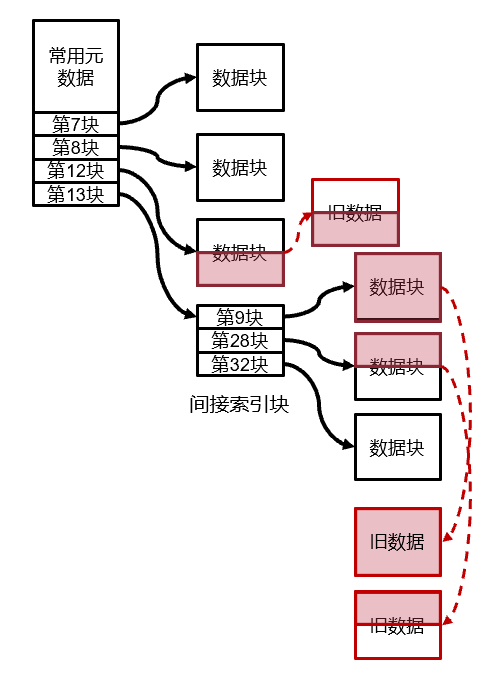 常用元
数据
第7块
第8块
第12块
第13块
数据块
数据块
数据块
旧数据
第9块
第28块
第32块
间接索引块
数据块
数据块
数据块
旧数据
旧数据